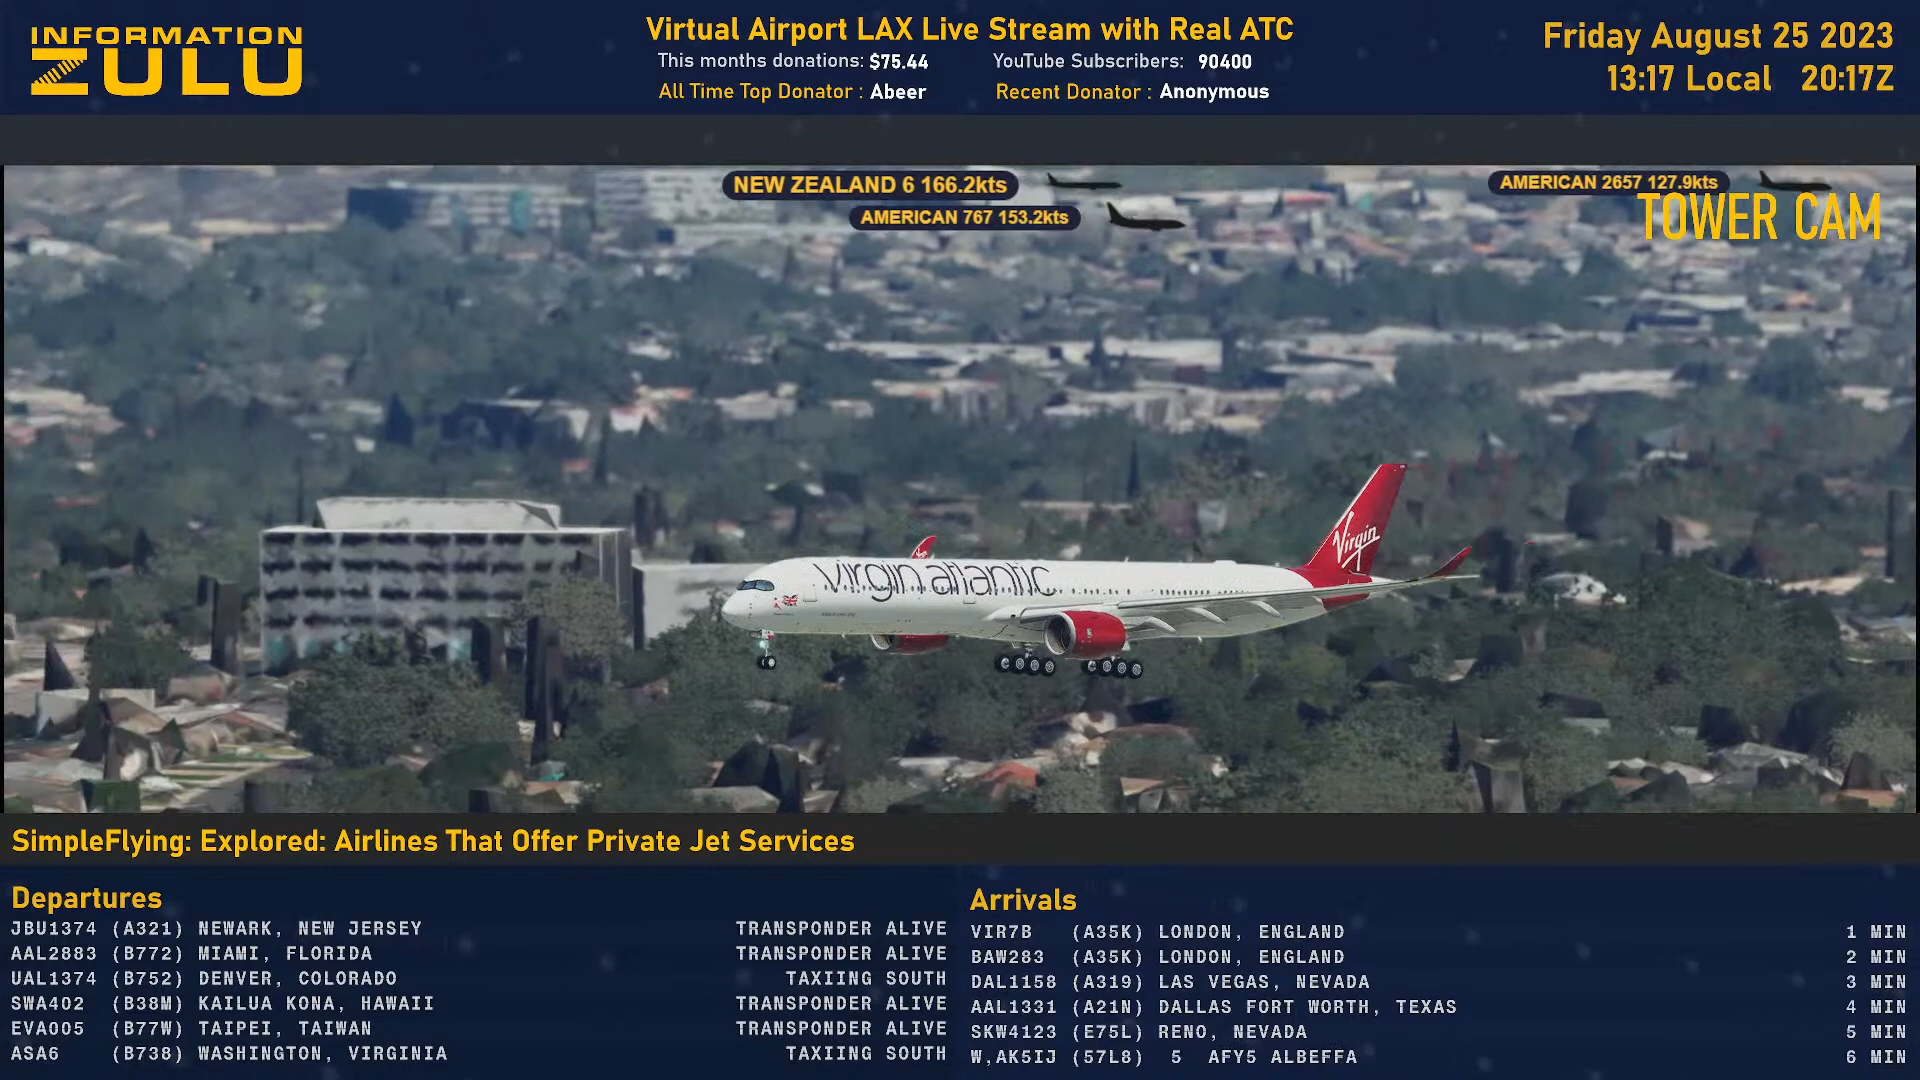 INFORMATION
ZULU
Virtual Airport LAX Live Stream with Real ATC
This months donations: $75.44 YouTube Subscribers: 90400
All Time Top Donator : Abeer Recent Donator : Anonymous
Friday August 25 2023
13:17 Local 20:17Z
NEW ZEALAND 6 166.2kts
AMERICAN 767 153.2kts
AMERICAN 2657 127.9kts
TOWER CAM
virgin atlantic
Virgin
SimpleFlying: Explored: Airlines That Offer Private Jet Services
Departures
JBU1374 (A321) NEWARK, NEW JERSEY TRANSPONDER ALIVE
AAL2883 (B772) MIAMI, FLORIDA TRANSPONDER ALIVE
UAL1374 (B752) DENVER, COLORADO TAXIING SOUTH
SWA402 (B38M) KAILUA KONA, HAWAII TRANSPONDER ALIVE
EVA005 (B77W) TAIPEI, TAIWAN TRANSPONDER ALIVE
ASA6 (B738) WASHINGTON, VIRGINIA TAXIING SOUTH
Arrivals
VIR7B (A35K) LONDON, ENGLAND 1 MIN
BAW283 (A35K) LONDON, ENGLAND 2 MIN
DAL1158 (A319) LAS VEGAS, NEVADA 3 MIN
AAL1331 (A21N) DALLAS FORT WORTH, TEXAS 4 MIN
SKW4123 (E75L) RENO, NEVADA 5 MIN
W,AK5IJ (57L8) 5 AFY5 ALBEFFA 6 MIN